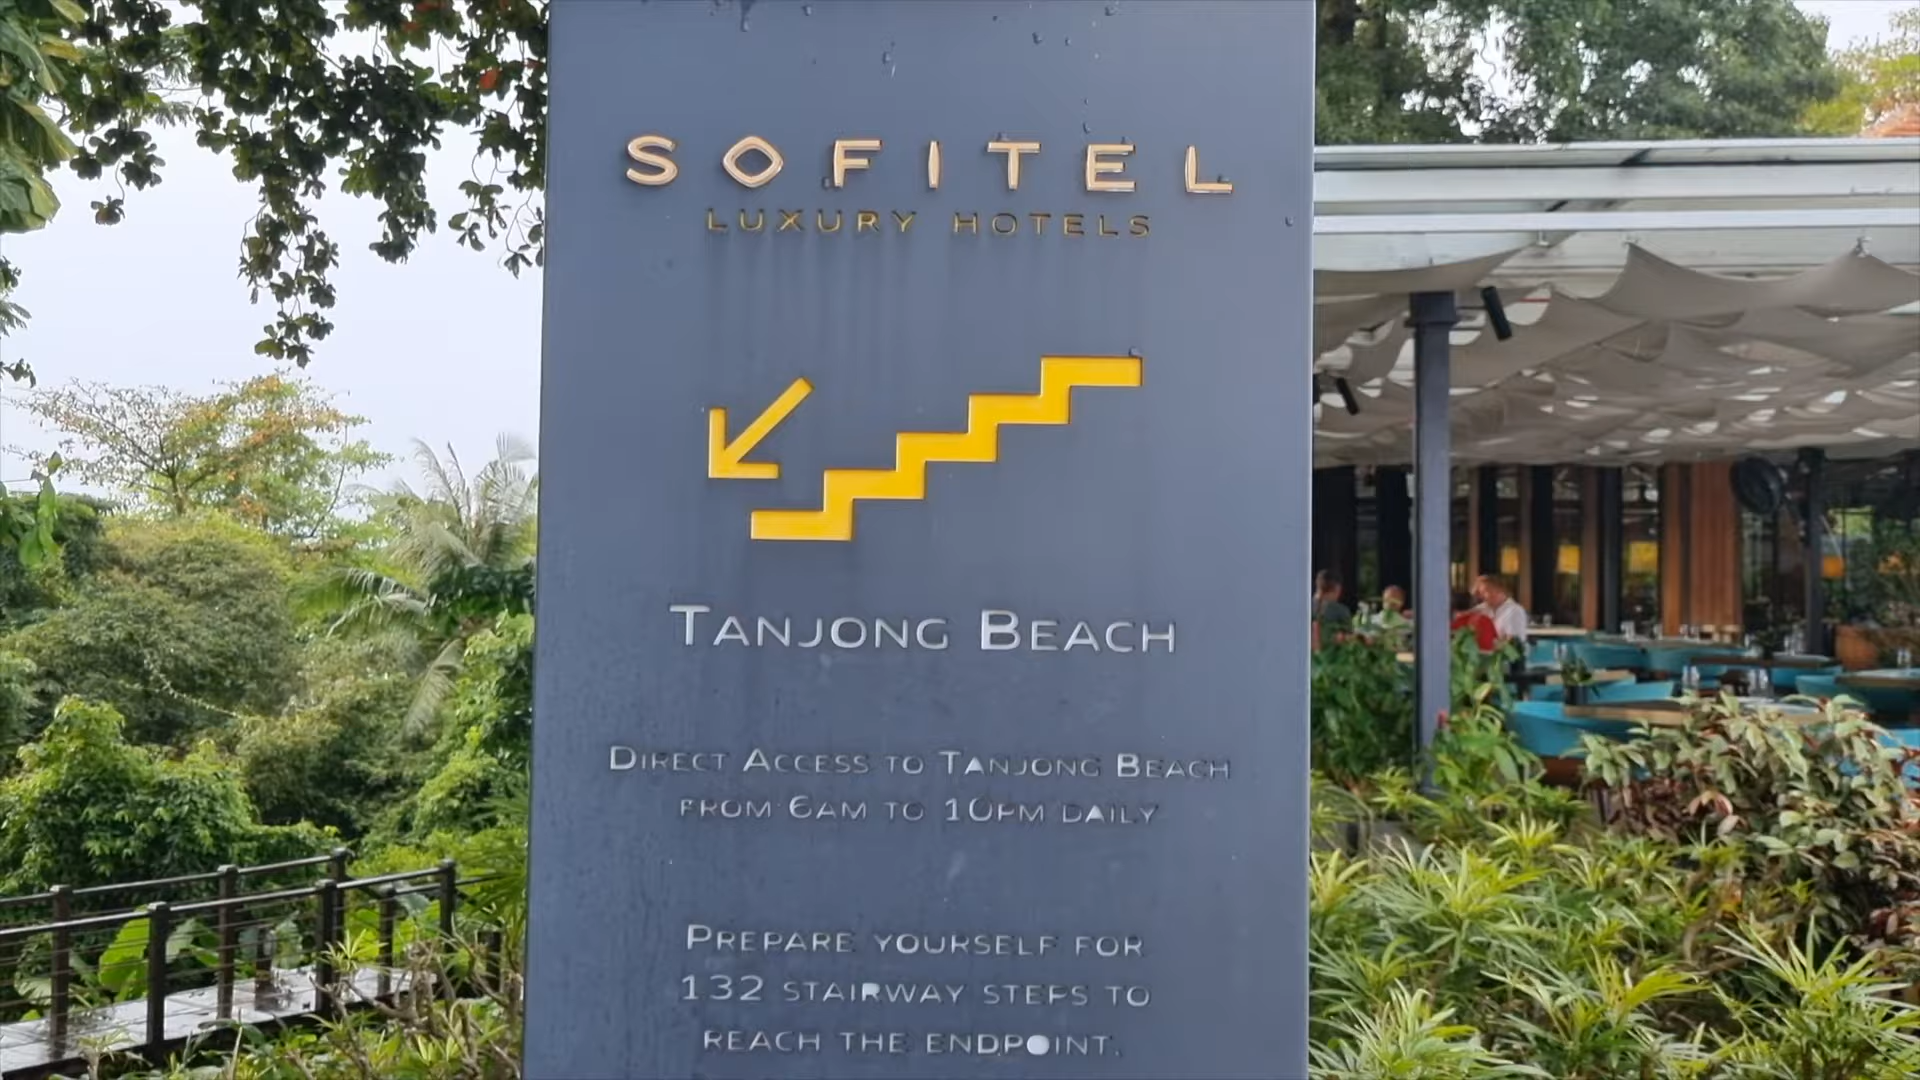 SOFITEL
LUXURY HOTELS
TANJONG BEACH
DIRECT ACCESS TO TANJONG BEACH
FROM 6AM TO 10PM DAILY
PREPARE YOURSELF FOR
132 STAIRWAY STEPS TO
REACH THE ENDPOINT.